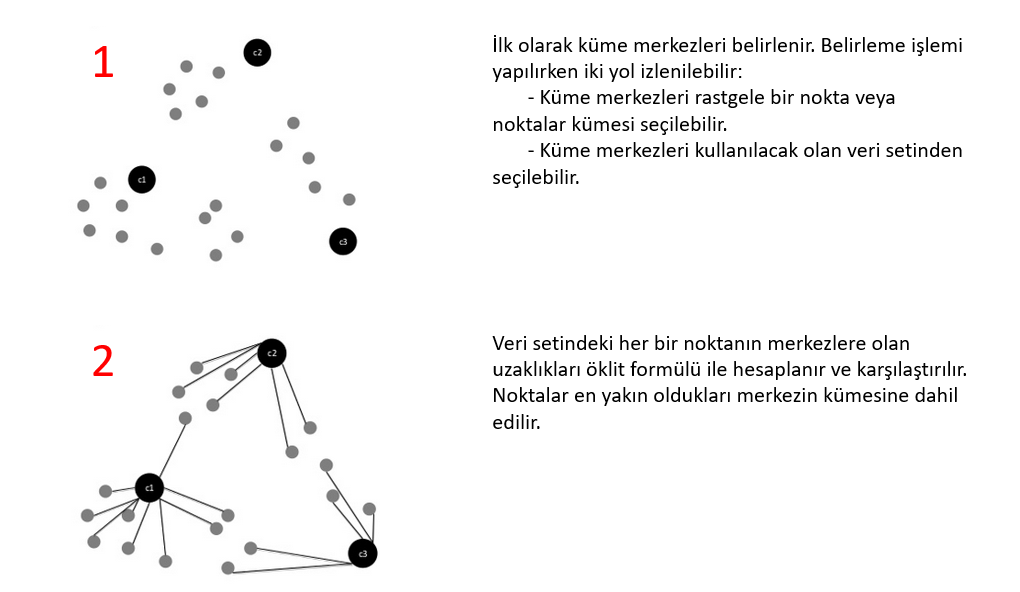 1
c2
c1
c3
İlk olarak küme merkezleri belirlenir. Belirleme işlemi
yapılırken iki yol izlenilebilir:
- Küme merkezleri rastgele bir nokta veya
noktalar kümesi seçilebilir.
- Küme merkezleri kullanılacak olan veri setinden
seçilebilir.
2
c2
c1
c3
Veri setindeki her bir noktanın merkezlere olan
uzaklıkları öklit formülü ile hesaplanır ve karşılaştırılır.
Noktalar en yakın oldukları merkezin kümesine dahil
edilir.